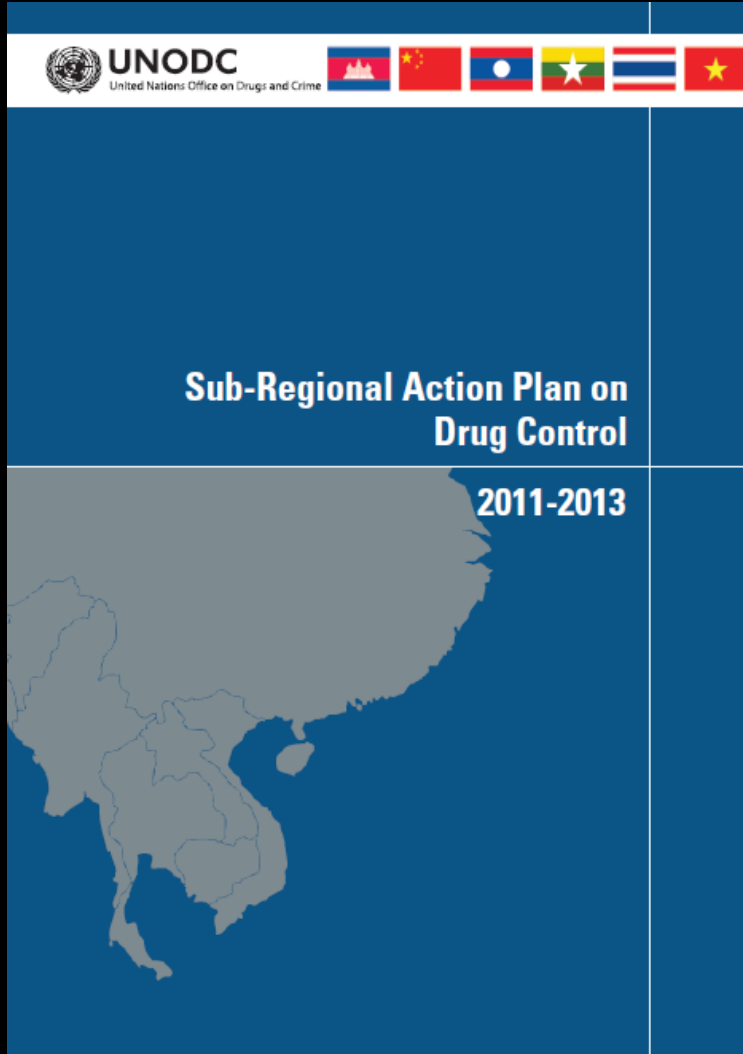 UNODC
United Nations Office on Drugs and Crime
Sub-Regional Action Plan on
Drug Control
2011-2013